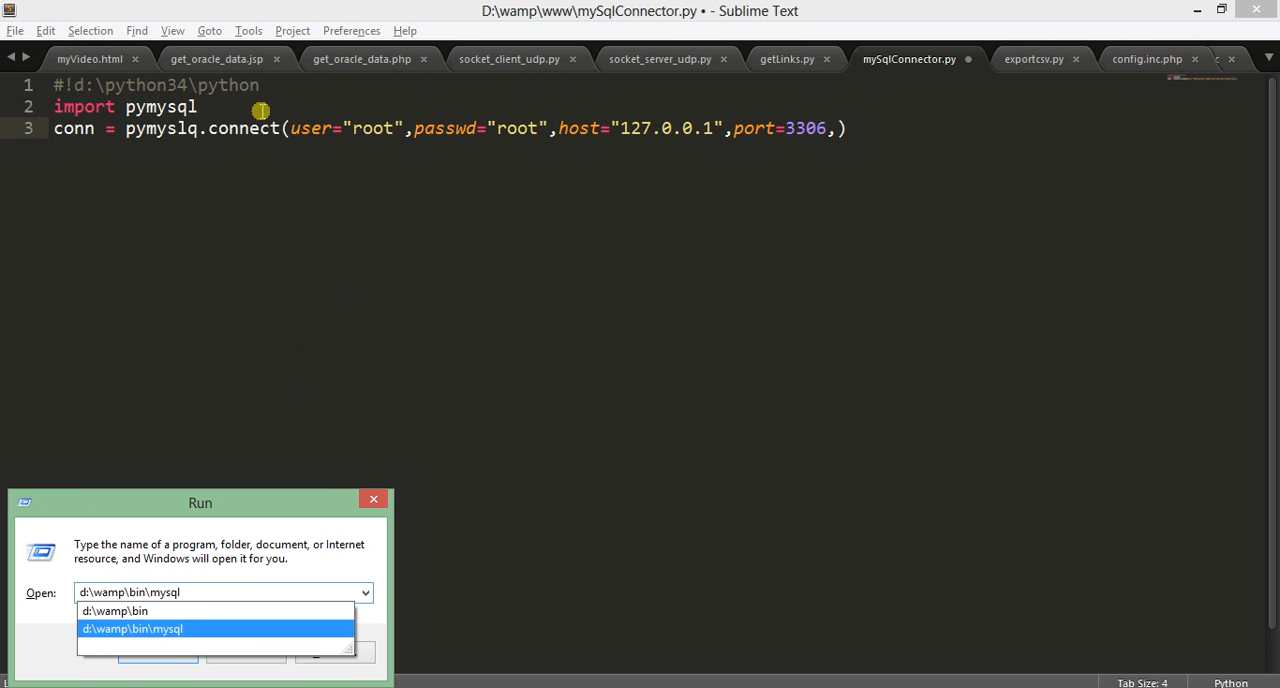 D:\wamp\www\mySqlConnector.py • - Sublime Text
File Edit Selection Find View Goto Tools Project Preferences Help
myVideo.html × get_oracle_data.jsp × get_oracle_data.php × socket_client_udp.py × socket_server_udp.py × getLinks.py × mySqlConnector.py ● exportcsv.py × config.inc.php ×
1 #!d:\python34\python
2 import pymysql
3 conn = pymyslq.connect(user="root",passwd="root",host="127.0.0.1",port=3306,)
Run
Type the name of a program, folder, document, or Internet
resource, and Windows will open it for you.
Open: d:\wamp\bin\mysql
d:\wamp\bin
d:\wamp\bin\mysql
Tab Size: 4 Python